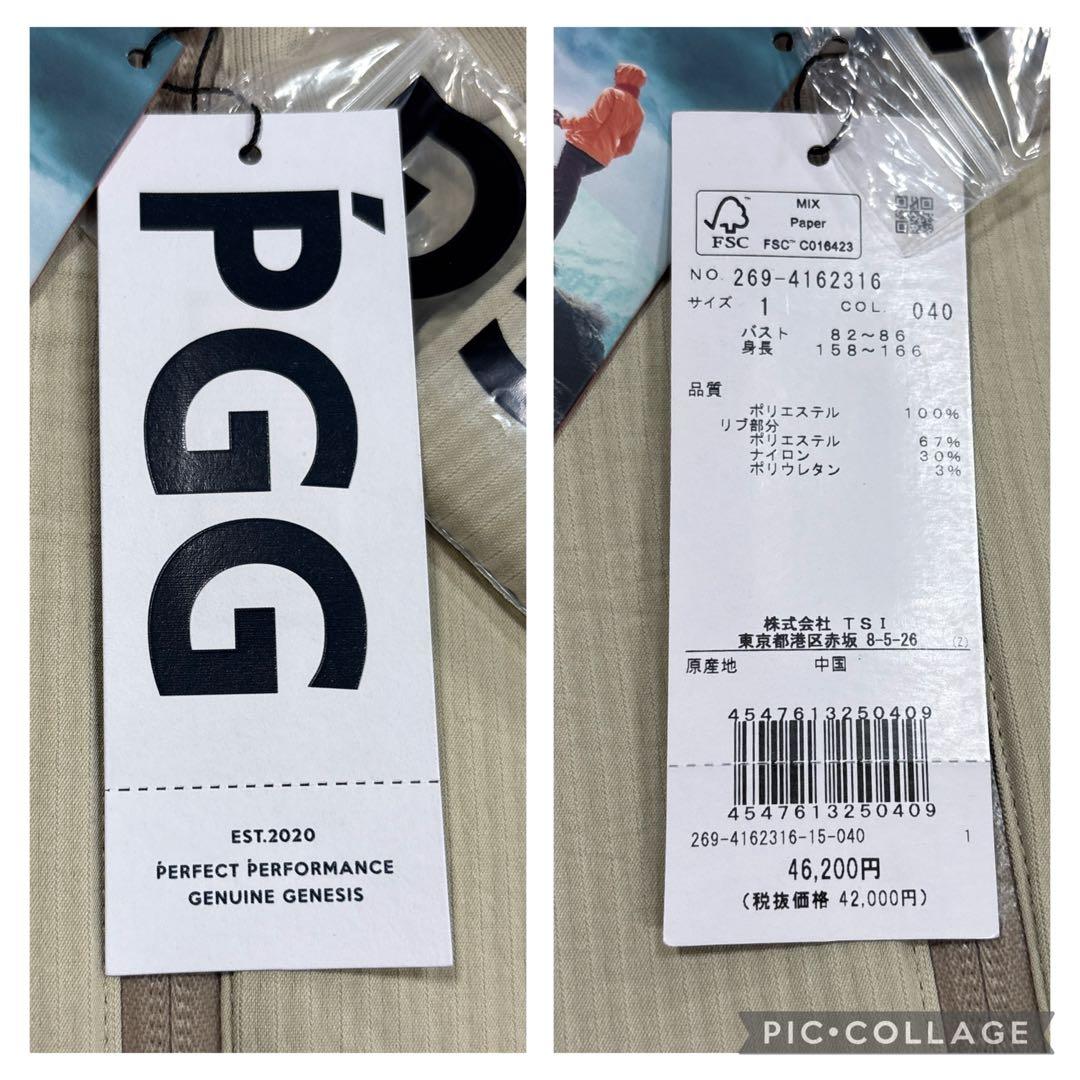 PGG
EST.2020
PERFECT PERFORMANCE
GENUINE GENESIS
FSC™
MIX
Paper
FSC™ C016423
NO. 269-4162316
サイズ 1 COL. 040
バスト 82～86
身長 158～166
品質
ポリエステル 100%
リブ部分
ポリエステル 67%
ナイロン 30%
ポリウレタン 3%
株式会社 TSI
東京都港区赤坂 8-5-26 (Z)
原産地 中国
4547613250409
4547613250409
269-4162316-15-040 1
46,200円
(税抜価格 42,000円)
PIC•COLLAGE